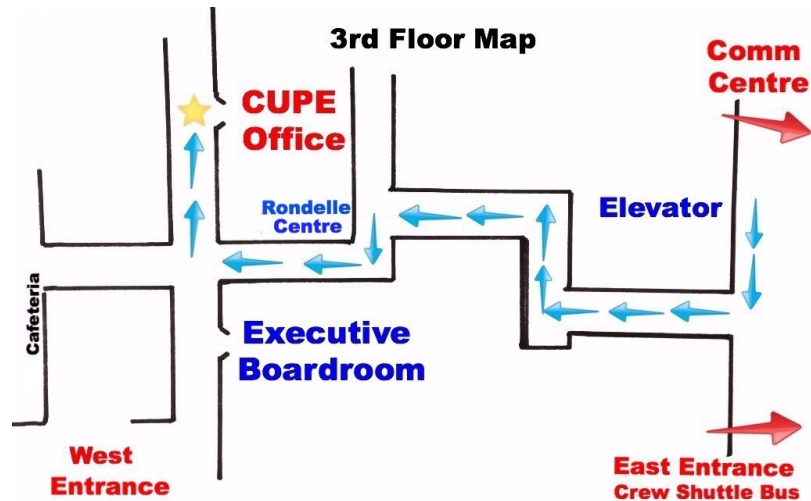 3rd Floor Map
Comm
Centre
CUPE
Office
Rondelle
Centre
Elevator
Cafeteria
Executive
Boardroom
West
Entrance
East Entrance
Crew Shuttle Bus